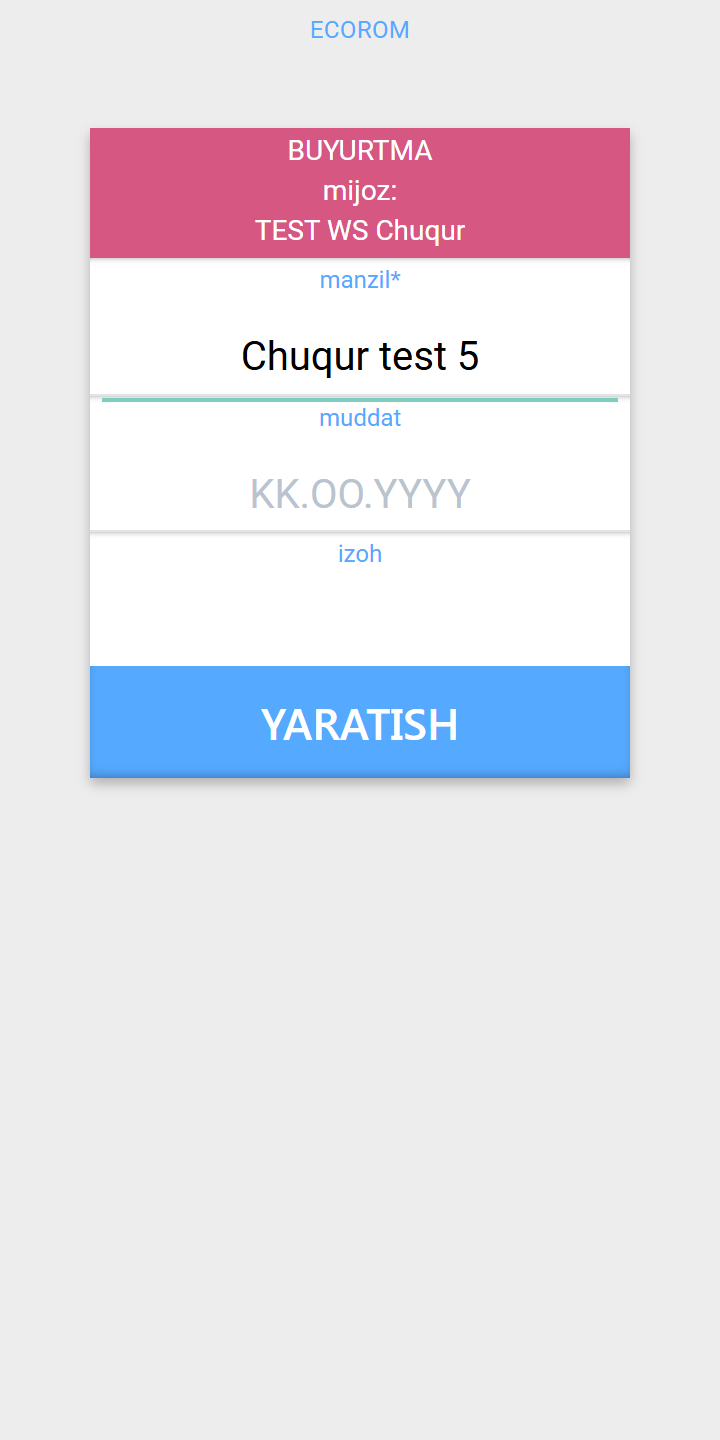 ECOROM
BUYURTMA
mijoz:
TEST WS Chuqur
manzil*
Chuqur test 5
muddat
KK.OO.YYYY
izoh
YARATISH